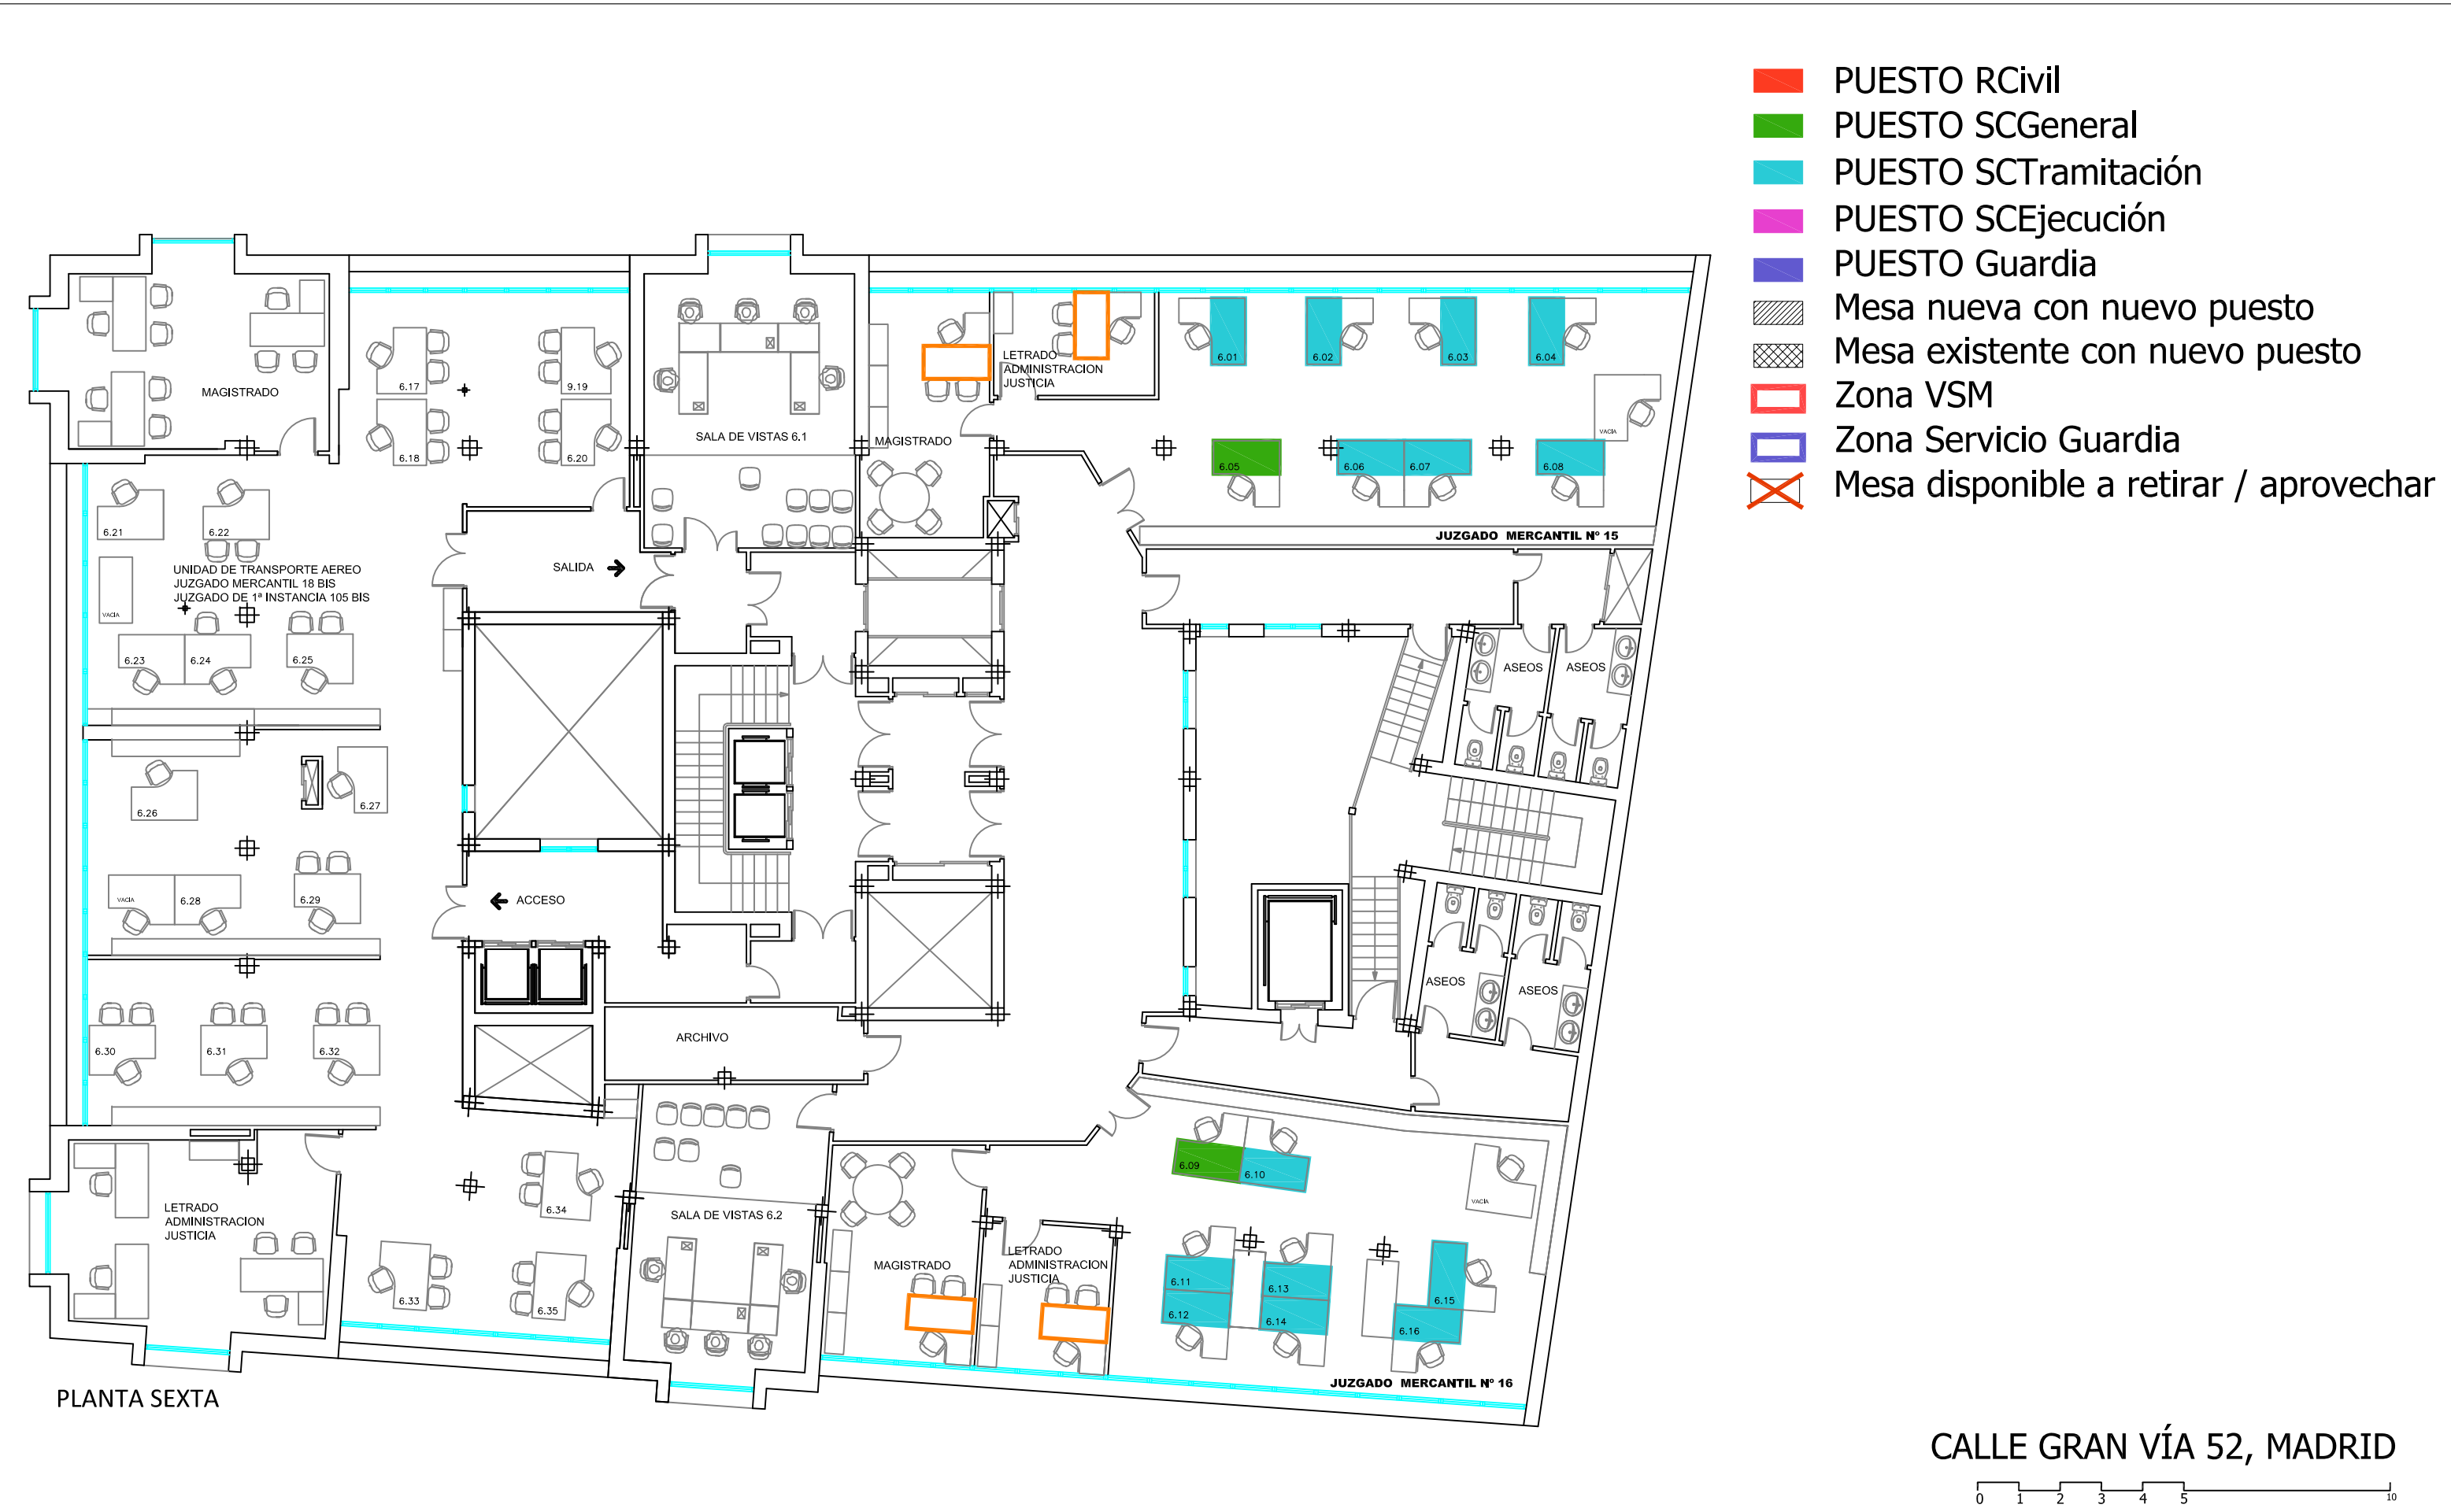 PUESTO RCivil
PUESTO SCGeneral
PUESTO SCTramitación
PUESTO SCEjecución
PUESTO Guardia
Mesa nueva con nuevo puesto
Mesa existente con nuevo puesto
Zona VSM
Zona Servicio Guardia
Mesa disponible a retirar / aprovechar
MAGISTRADO
6.17
9.19
6.18
6.20
SALA DE VISTAS 6.1
MAGISTRADO
LETRADO
ADMINISTRACION
JUSTICIA
6.01
6.02
6.03
6.04
VACIA
6.05
6.06
6.07
6.08
JUZGADO MERCANTIL Nº 15
6.21
6.22
UNIDAD DE TRANSPORTE AEREO
JUZGADO MERCANTIL 18 BIS
JUZGADO DE 1ª INSTANCIA 105 BIS
VACIA
SALIDA
6.23
6.24
6.25
ASEOS
ASEOS
6.26
6.27
VACIA
6.28
6.29
ACCESO
ASEOS
ASEOS
6.30
6.31
6.32
ARCHIVO
LETRADO
ADMINISTRACION
JUSTICIA
6.34
6.33
6.35
SALA DE VISTAS 6.2
MAGISTRADO
LETRADO
ADMINISTRACION
JUSTICIA
6.09
6.10
VACIA
6.11
6.12
6.13
6.14
6.15
6.16
JUZGADO MERCANTIL Nº 16
PLANTA SEXTA
CALLE GRAN VÍA 52, MADRID
0 1 2 3 4 5 10